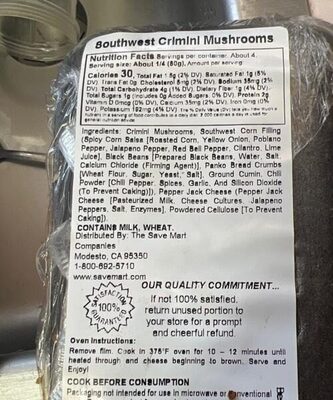 Southwest Crimini Mushrooms
Nutrition Facts Servings per container: About 4,
Serving size: About 1/4 (80g), Amount per serving:
Calories 30, Total Fat 1.5g (2% DV), Saturated Fat 1g (5%
DV), Trans Fat 0g, Cholesterol 5mg (2% DV), Sodium 35mg (2%
DV), Total Carbohydrate 4g (1% DV), Dietary Fiber 1g (4% DV),
Total Sugars 1g (Includes 0g Added Sugars, 0% DV), Protein 2g
Vitamin D 0mcg (0% DV), Calcium 35mg (2% DV), Iron 0mg (0%
DV), Potassium 192mg (4% DV)
Ingredients: Crimini Mushrooms, Southwest Corn Filling
(Spicy Corn Salsa [Roasted Corn, Yellow Onion, Poblano
Pepper, Jalapeno Pepper, Red Bell Pepper, Cilantro, Lime
Juice], Black Beans [Prepared Black Beans, Water, Salt,
Calcium Chloride (Firming Agent)], Panko Bread Crumbs
[Wheat Flour, Sugar, Yeast, Salt], Ground Cumin, Chili
Powder [Chili Pepper, Spices, Garlic, And Silicon Dioxide
(To Prevent Caking)]), Pepper Jack Cheese (Pepper Jack
Cheese [Pasteurized Milk, Cheese Cultures, Jalapeno
Peppers, Salt, Enzymes], Powdered Cellulose [To Prevent
Caking]).
CONTAINS MILK, WHEAT.
Distributed By: The Save Mart
Companies
Modesto, CA 95350
1-800-692-5710
www.savemart.com
OUR QUALITY COMMITMENT...
SATISFACTION
100%
GUARANTEED
If not 100% satisfied,
return unused portion to
your store for a prompt
and cheerful refund.
Oven Instructions:
Remove film. Cook in 375°F oven for 10 - 12 minutes until
heated through and cheese beginning to brown. Serve and
Enjoy!
COOK BEFORE CONSUMPTION
Packaging not intended for use in microwave or conventional